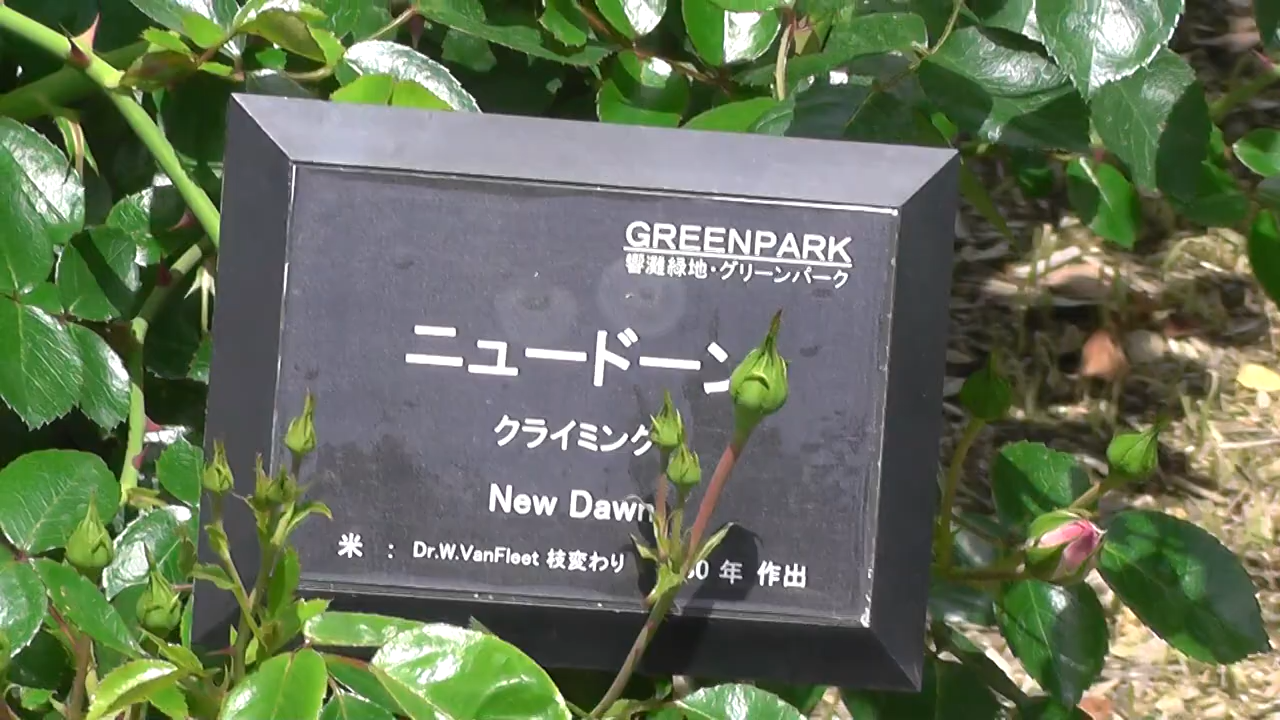 GREENPARK
響灘緑地・グリーンパーク
ニュードーン
クライミング
New Dawn
米 : Dr.W.VanFleet 枝変わり 年 作出